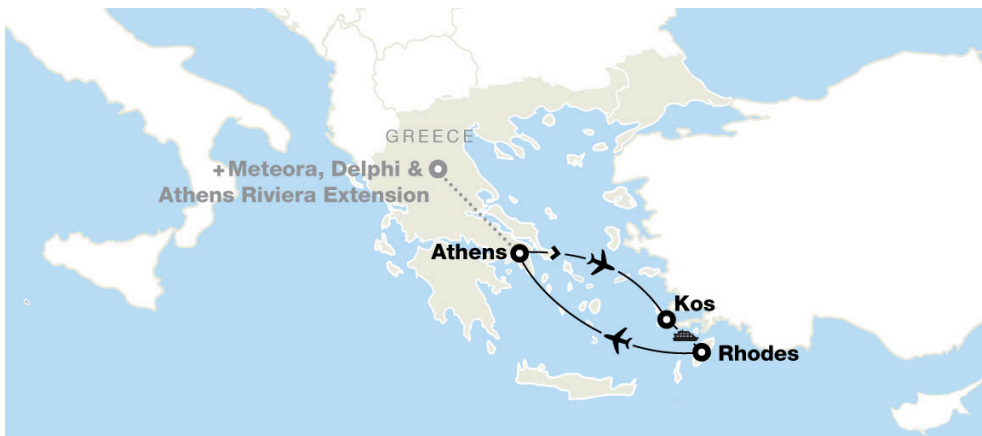 GREECE
+Meteora, Delphi &
Athens Riviera Extension
Athens
Kos
Rhodes